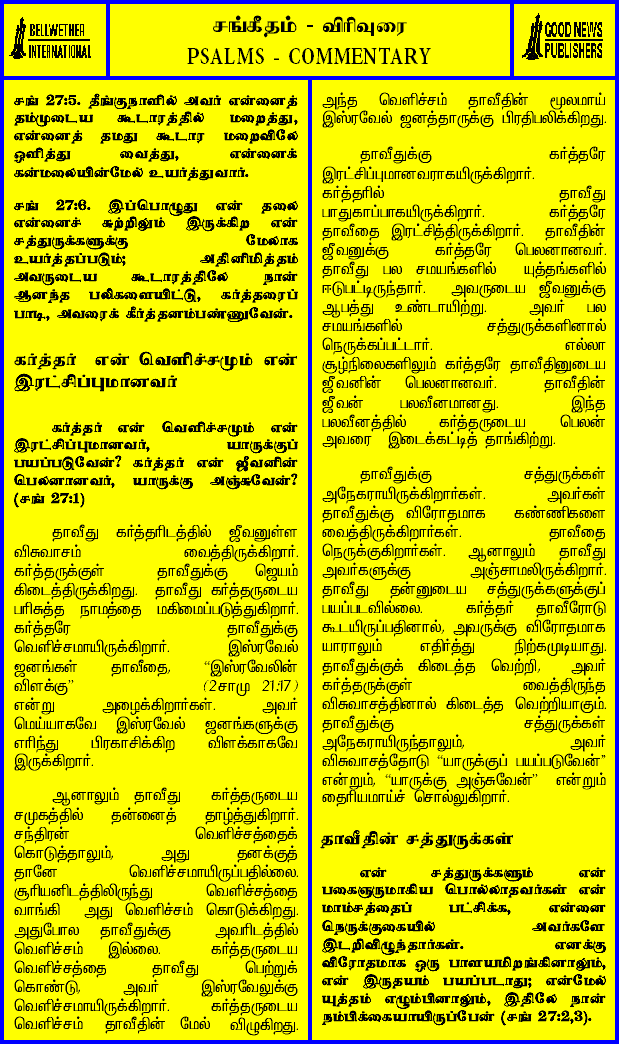 BELLWETHER
INTERNATIONAL
சங்கீதம் - விரிவுரை
PSALMS - COMMENTARY
GOOD NEWS
PUBLISHERS
சங் 27:5. தீங்குநாளில் அவர் என்னைத்
தம்முடைய கூடாரத்தில் மறைத்து,
என்னைத் தமது கூடார மறைவிலே
ஒளித்து வைத்து, என்னைக்
கன்மலையின்மேல் உயர்த்துவார்.
சங் 27:6. இப்பொழுது என் தலை
என்னைச் சுற்றிலும் இருக்கிற என்
சத்துருக்களுக்கு மேலாக
உயர்த்தப்படும்; அதினிமித்தம்
அவருடைய கூடாரத்திலே நான்
ஆனந்த பலிகளையிட்டு, கர்த்தரைப்
பாடி, அவரைக் கீர்த்தனம்பண்ணுவேன்.
கர்த்தர் என் வெளிச்சமும் என்
இரட்சிப்புமானவர்
கர்த்தர் என் வெளிச்சமும் என்
இரட்சிப்புமானவர், யாருக்குப்
பயப்படுவேன்? கர்த்தர் என் ஜீவனின்
பெலனானவர், யாருக்கு அஞ்சுவேன்?
(சங் 27:1)
தாவீது கர்த்தரிடத்தில் ஜீவனுள்ள
விசுவாசம் வைத்திருக்கிறார்.
கர்த்தருக்குள் தாவீதுக்கு ஜெயம்
கிடைத்திருக்கிறது. தாவீது கர்த்தருடைய
பரிசுத்த நாமத்தை மகிமைப்படுத்துகிறார்.
கர்த்தரே தாவீதுக்கு
வெளிச்சமாயிருக்கிறார். இஸ்ரவேல்
ஜனங்கள் தாவீதை, "இஸ்ரவேலின்
விளக்கு" (2சாமு 21:17)
என்று அழைக்கிறார்கள். அவர்
மெய்யாகவே இஸ்ரவேல் ஜனங்களுக்கு
எரிந்து பிரகாசிக்கிற விளக்காகவே
இருக்கிறார்.
ஆனாலும் தாவீது கர்த்தருடைய
சமுகத்தில் தன்னைத் தாழ்த்துகிறார்.
சந்திரன் வெளிச்சத்தைக்
கொடுத்தாலும், அது தனக்குத்
தானே வெளிச்சமாயிருப்பதில்லை.
சூரியனிடத்திலிருந்து வெளிச்சத்தை
வாங்கி அது வெளிச்சம் கொடுக்கிறது.
அதுபோல தாவீதுக்கு அவரிடத்தில்
வெளிச்சம் இல்லை. கர்த்தருடைய
வெளிச்சத்தை தாவீது பெற்றுக்
கொண்டு, அவர் இஸ்ரவேலுக்கு
வெளிச்சமாயிருக்கிறார். கர்த்தருடைய
வெளிச்சம் தாவீதின் மேல் விழுகிறது.
அந்த வெளிச்சம் தாவீதின் மூலமாய்
இஸ்ரவேல் ஜனத்தாருக்கு பிரதிபலிக்கிறது.
தாவீதுக்கு கர்த்தரே
இரட்சிப்புமானவராகயிருக்கிறார்.
கர்த்தரில் தாவீது
பாதுகாப்பாகயிருக்கிறார். கர்த்தரே
தாவீதை இரட்சித்திருக்கிறார். தாவீதின்
ஜீவனுக்கு கர்த்தரே பெலனானவர்.
தாவீது பல சமயங்களில் யுத்தங்களில்
ஈடுபட்டிருந்தார். அவருடைய ஜீவனுக்கு
ஆபத்து உண்டாயிற்று. அவர் பல
சமயங்களில் சத்துருக்களினால்
நெருக்கப்பட்டார். எல்லா
சூழ்நிலைகளிலும் கர்த்தரே தாவீதினுடைய
ஜீவனின் பெலனானவர். தாவீதின்
ஜீவன் பலவீனமானது. இந்த
பலவீனத்தில் கர்த்தருடைய பெலன்
அவரை இடைக்கட்டித் தாங்கிற்று.
தாவீதுக்கு சத்துருக்கள்
அநேகராயிருக்கிறார்கள். அவர்கள்
தாவீதுக்கு விரோதமாக கண்ணிகளை
வைத்திருக்கிறார்கள். தாவீதை
நெருக்குகிறார்கள். ஆனாலும் தாவீது
அவர்களுக்கு அஞ்சாமலிருக்கிறார்.
தாவீது தன்னுடைய சத்துருக்களுக்குப்
பயப்படவில்லை. கர்த்தர் தாவீரோடு
கூடயிருப்பதினால், அவருக்கு விரோதமாக
யாராலும் எதிர்த்து நிற்கமுடியாது.
தாவீதுக்குக் கிடைத்த வெற்றி, அவர்
கர்த்தருக்குள் வைத்திருந்த
விசுவாசத்தினால் கிடைத்த வெற்றியாகும்.
தாவீதுக்கு சத்துருக்கள்
அநேகராயிருந்தாலும், அவர்
விசுவாசத்தோடு "யாருக்குப் பயப்படுவேன்"
என்றும், "யாருக்கு அஞ்சுவேன்" என்றும்
தைரியமாய்ச் சொல்லுகிறார்.
தாவீதின் சத்துருக்கள்
என் சத்துருக்களும் என்
பகைஞருமாகிய பொல்லாதவர்கள் என்
மாம்சத்தைப் பட்சிக்க, என்னை
நெருக்குகையில் அவர்களே
இடறிவிழுந்தார்கள். எனக்கு
விரோதமாக ஒரு பாளயமிறங்கினாலும்,
என் இருதயம் பயப்படாது; என்மேல்
யுத்தம் எழும்பினாலும், இதிலே நான்
நம்பிக்கையாயிருப்பேன் (சங் 27:2,3).